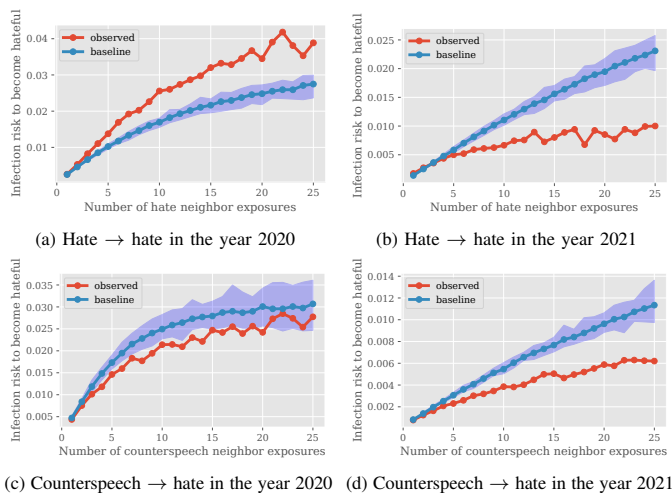 observed
baseline
Infection risk to become hateful
0.04
0.03
0.02
0.01
0
5
10
15
20
25
Number of hate neighbor exposures
(a) Hate → hate in the year 2020
observed
baseline
Infection risk to become hateful
0.025
0.020
0.015
0.010
0.005
0
5
10
15
20
25
Number of hate neighbor exposures
(b) Hate → hate in the year 2021
observed
baseline
Infection risk to become hateful
0.035
0.030
0.025
0.020
0.015
0.010
0.005
0
5
10
15
20
25
Number of counterspeech neighbor exposures
(c) Counterspeech → hate in the year 2020
observed
baseline
Infection risk to become hateful
0.014
0.012
0.010
0.008
0.006
0.004
0.002
0
5
10
15
20
25
Number of counterspeech neighbor exposures
(d) Counterspeech → hate in the year 2021